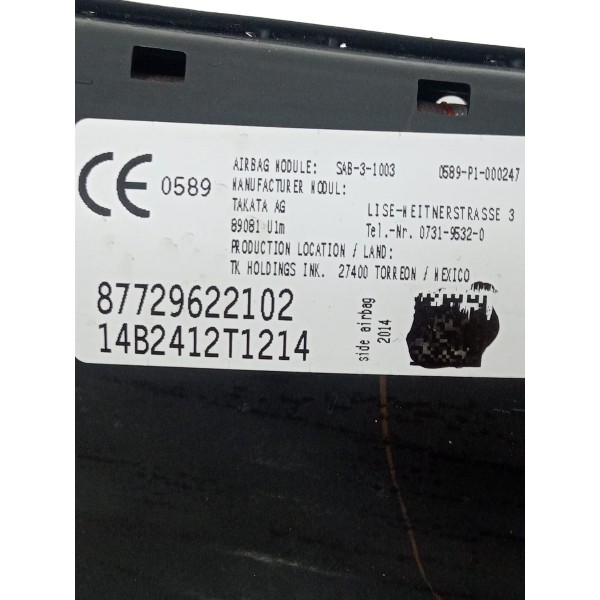 CE 0589
AIRBAG MODULE: SAB-3-1003 0589-P1-000247
MANUFACTURER MODUL:
TAKATA AG LISE-MEITNERSTRASSE 3
89081 Ulm Tel.-Nr. 0731-9532-0
PRODUCTION LOCATION / LAND:
TK HOLDINGS INK. 27400 TORREON / MEXICO
87729622102
14B2412T1214
side airbag
2014